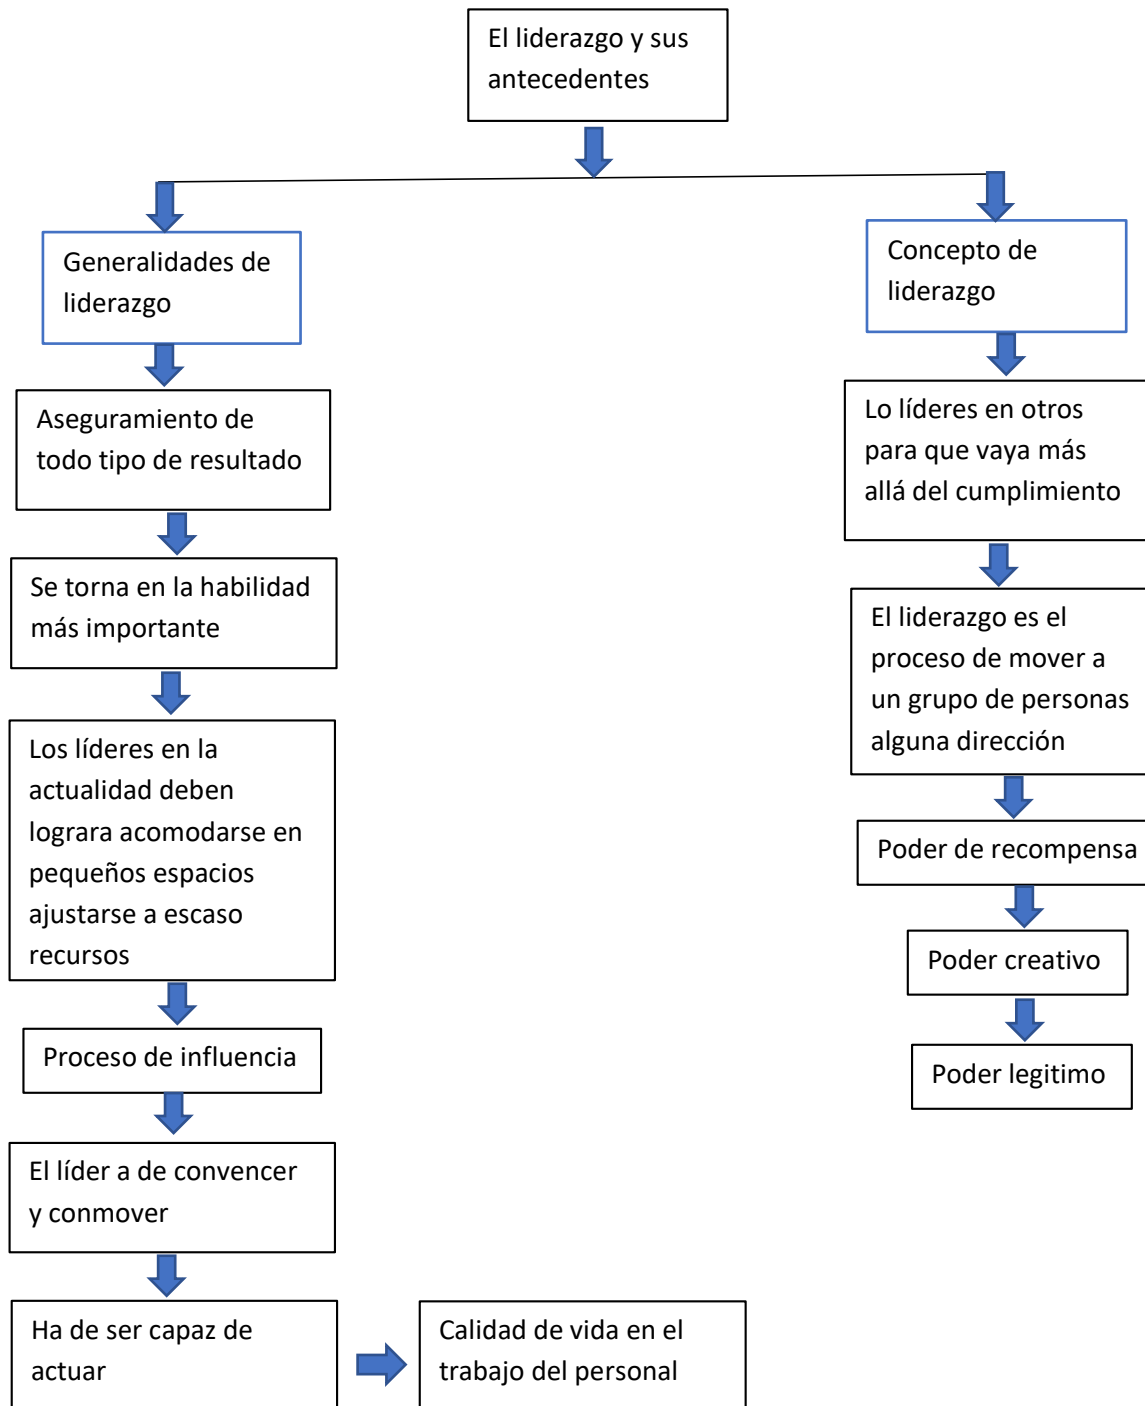 El liderazgo y sus
antecedentes
Generalidades de
liderazgo
Aseguramiento de
todo tipo de resultado
Se torna en la habilidad
más importante
Los líderes en la
actualidad deben
lograra acomodarse en
pequeños espacios
ajustarse a escaso
recursos
Proceso de influencia
El líder a de convencer
y conmover
Ha de ser capaz de
actuar
Calidad de vida en el
trabajo del personal
Concepto de
liderazgo
Lo líderes en otros
para que vaya más
allá del cumplimiento
El liderazgo es el
proceso de mover a
un grupo de personas
alguna dirección
Poder de recompensa
Poder creativo
Poder legitimo